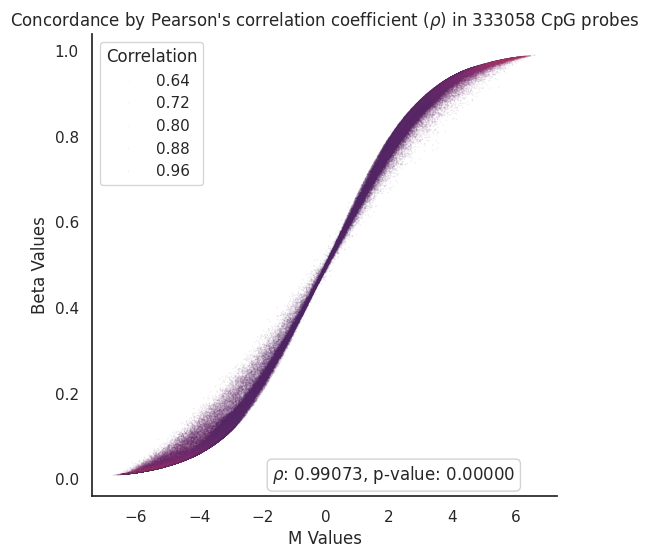 Concordance by Pearson's correlation coefficient (ρ) in 333058 CpG probes
Correlation
0.64
0.72
0.80
0.88
0.96
1.0
0.8
0.6
0.4
0.2
0.0
Beta Values
ρ: 0.99073, p-value: 0.00000
−6 −4 −2 0 2 4 6
M Values